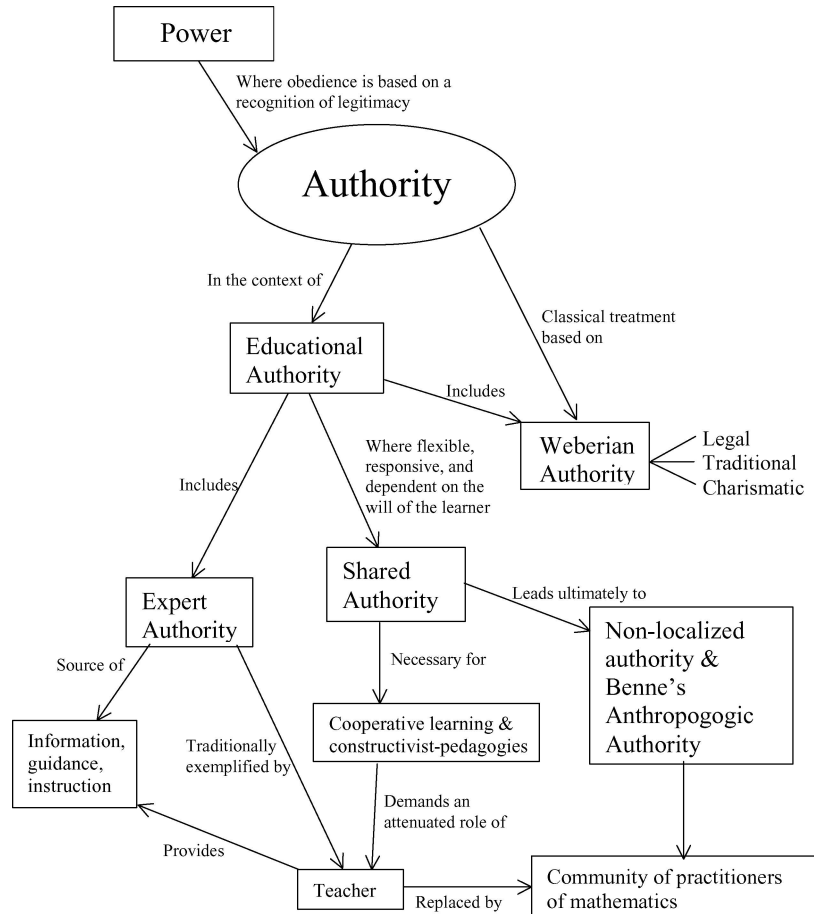 Power
Where obedience is based on a
recognition of legitimacy
Authority
In the context of
Classical treatment
based on
Educational
Authority
Includes
Weberian
Authority
Legal
Traditional
Charismatic
Where flexible,
responsive, and
dependent on the
will of the learner
Includes
Expert
Authority
Shared
Authority
Leads ultimately to
Non-localized
authority &
Benne's
Anthropogogic
Authority
Source of
Necessary for
Information,
guidance,
instruction
Traditionally
exemplified by
Cooperative learning &
constructivist-pedagogies
Demands an
attenuated role of
Provides
Teacher
Replaced by
Community of practitioners
of mathematics